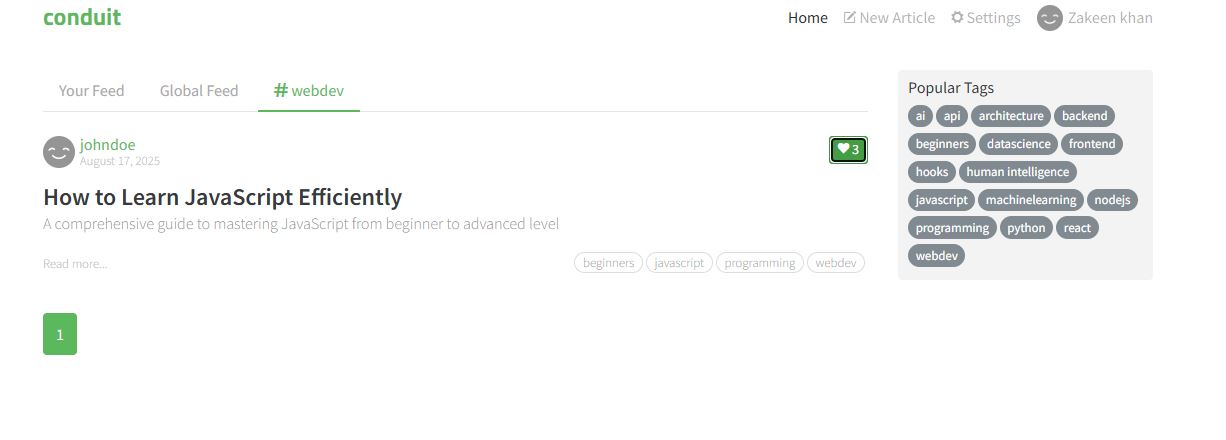 conduit
Home New Article Settings Zakeen khan
Your Feed Global Feed # webdev
johndoe
August 17, 2025
3
How to Learn JavaScript Efficiently
A comprehensive guide to mastering JavaScript from beginner to advanced level
Read more...
beginners javascript programming webdev
1
Popular Tags
ai api architecture backend
beginners datascience frontend
hooks human intelligence
javascript machinelearning nodejs
programming python react
webdev